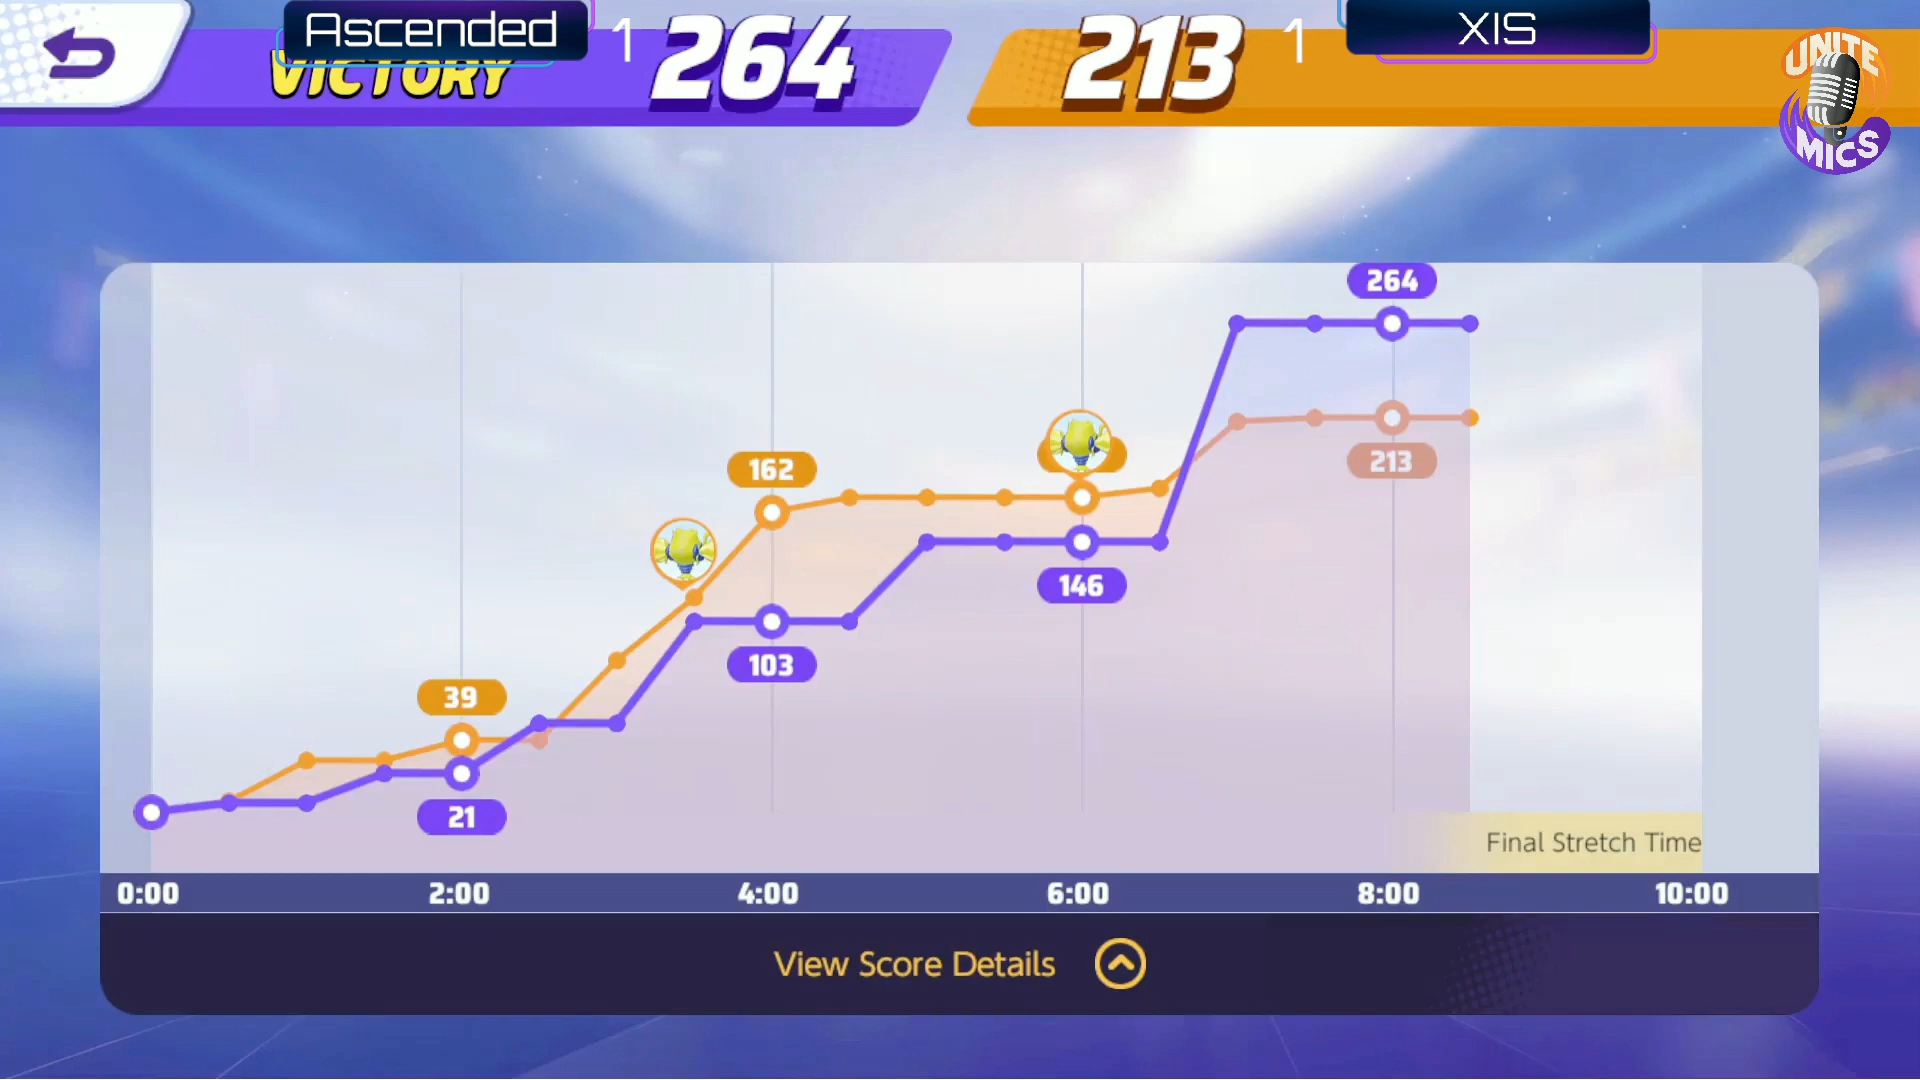 Ascended
1
264
213
1
XIS
VICTORY
UNITE
MICS
264
162
213
146
103
39
21
Final Stretch Time
0:00 2:00 4:00 6:00 8:00 10:00
View Score Details